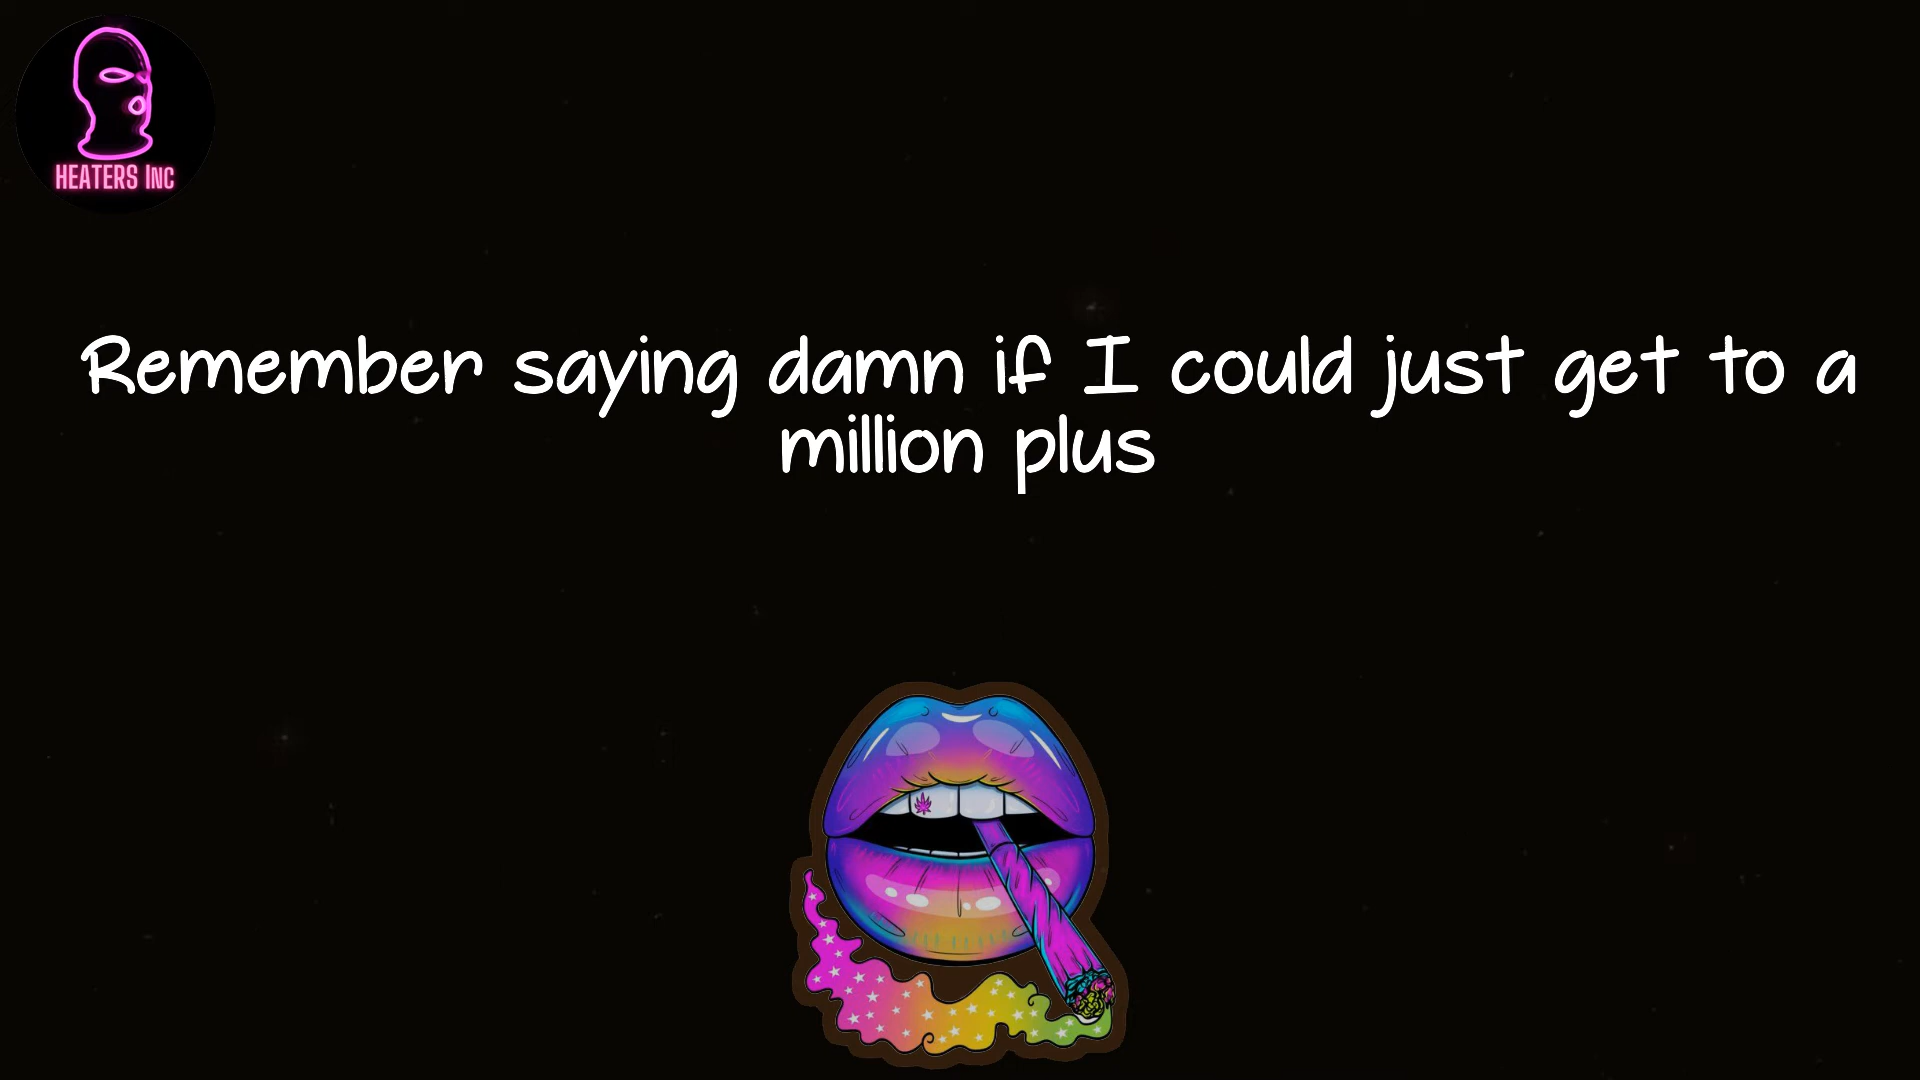 HEATERS INC
Remember saying damn if I could just get to a
million plus